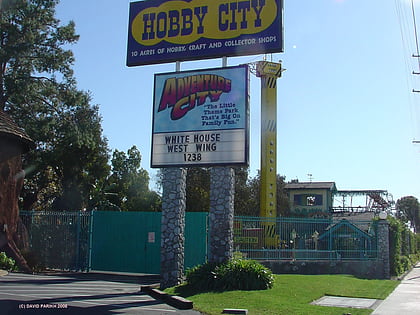 HOBBY CITY
10 ACRES OF HOBBY, CRAFT AND COLLECTOR SHOPS
ADVENTURE
CITY
"The Little
Theme Park
That's Big On
Family Fun."
WHITE HOUSE
WEST WING
1238
(C) DAVID PARISH 2008